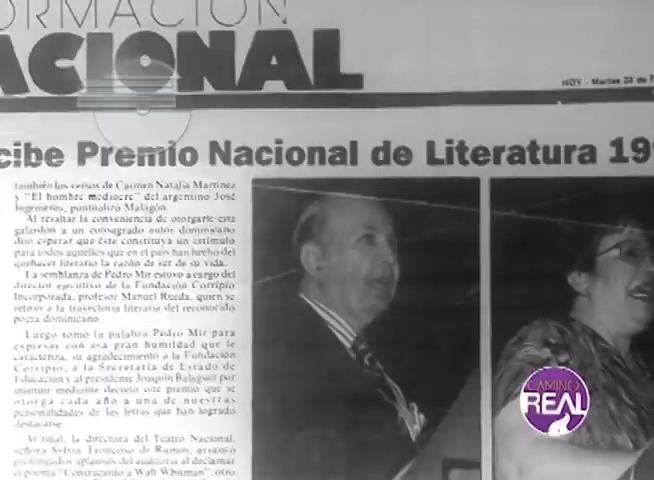 ORMACIÓN
ACIONAL
HOY - Martes 23 de F
cibe Premio Nacional de Literatura 19
también los versos de Carmen Natalia Martínez
y "El hombre mediocre" del argentino José
Ingenieros, puntualizó Malagón.
Al resaltar la conveniencia de otorgarle este
galardón a un consagrado autor dominicano
dijo esperar que éste constituya un estímulo
para todos aquéllos que en el país han hecho del
quehacer literario la razón de ser de su vida.
La semblanza de Pedro Mir estuvo a cargo del
director ejecutivo de la Fundación Corripio
Incorporada, profesor Manuel Rueda, quien se
refirió a la trayectoria literaria del reconocido
poeta dominicano.
Luego tomó la palabra Pedro Mir para
expresar con esa gran humildad que le
caracteriza, su agradecimiento a la Fundación
Corripio, a la Secretaría de Estado de
Educación y al presidente Joaquín Balaguer por
instituir mediante decreto este premio que se
otorga cada año a una de nuestras
personalidades de las letras que han logrado
destacarse.
Al final, la directora del Teatro Nacional,
señora Sylvia Troncoso de Ramos, arrancó
prolongados aplausos del auditorio al declamar
el poema "Contracanto a Walt Whitman", otro
CAMINO
REAL